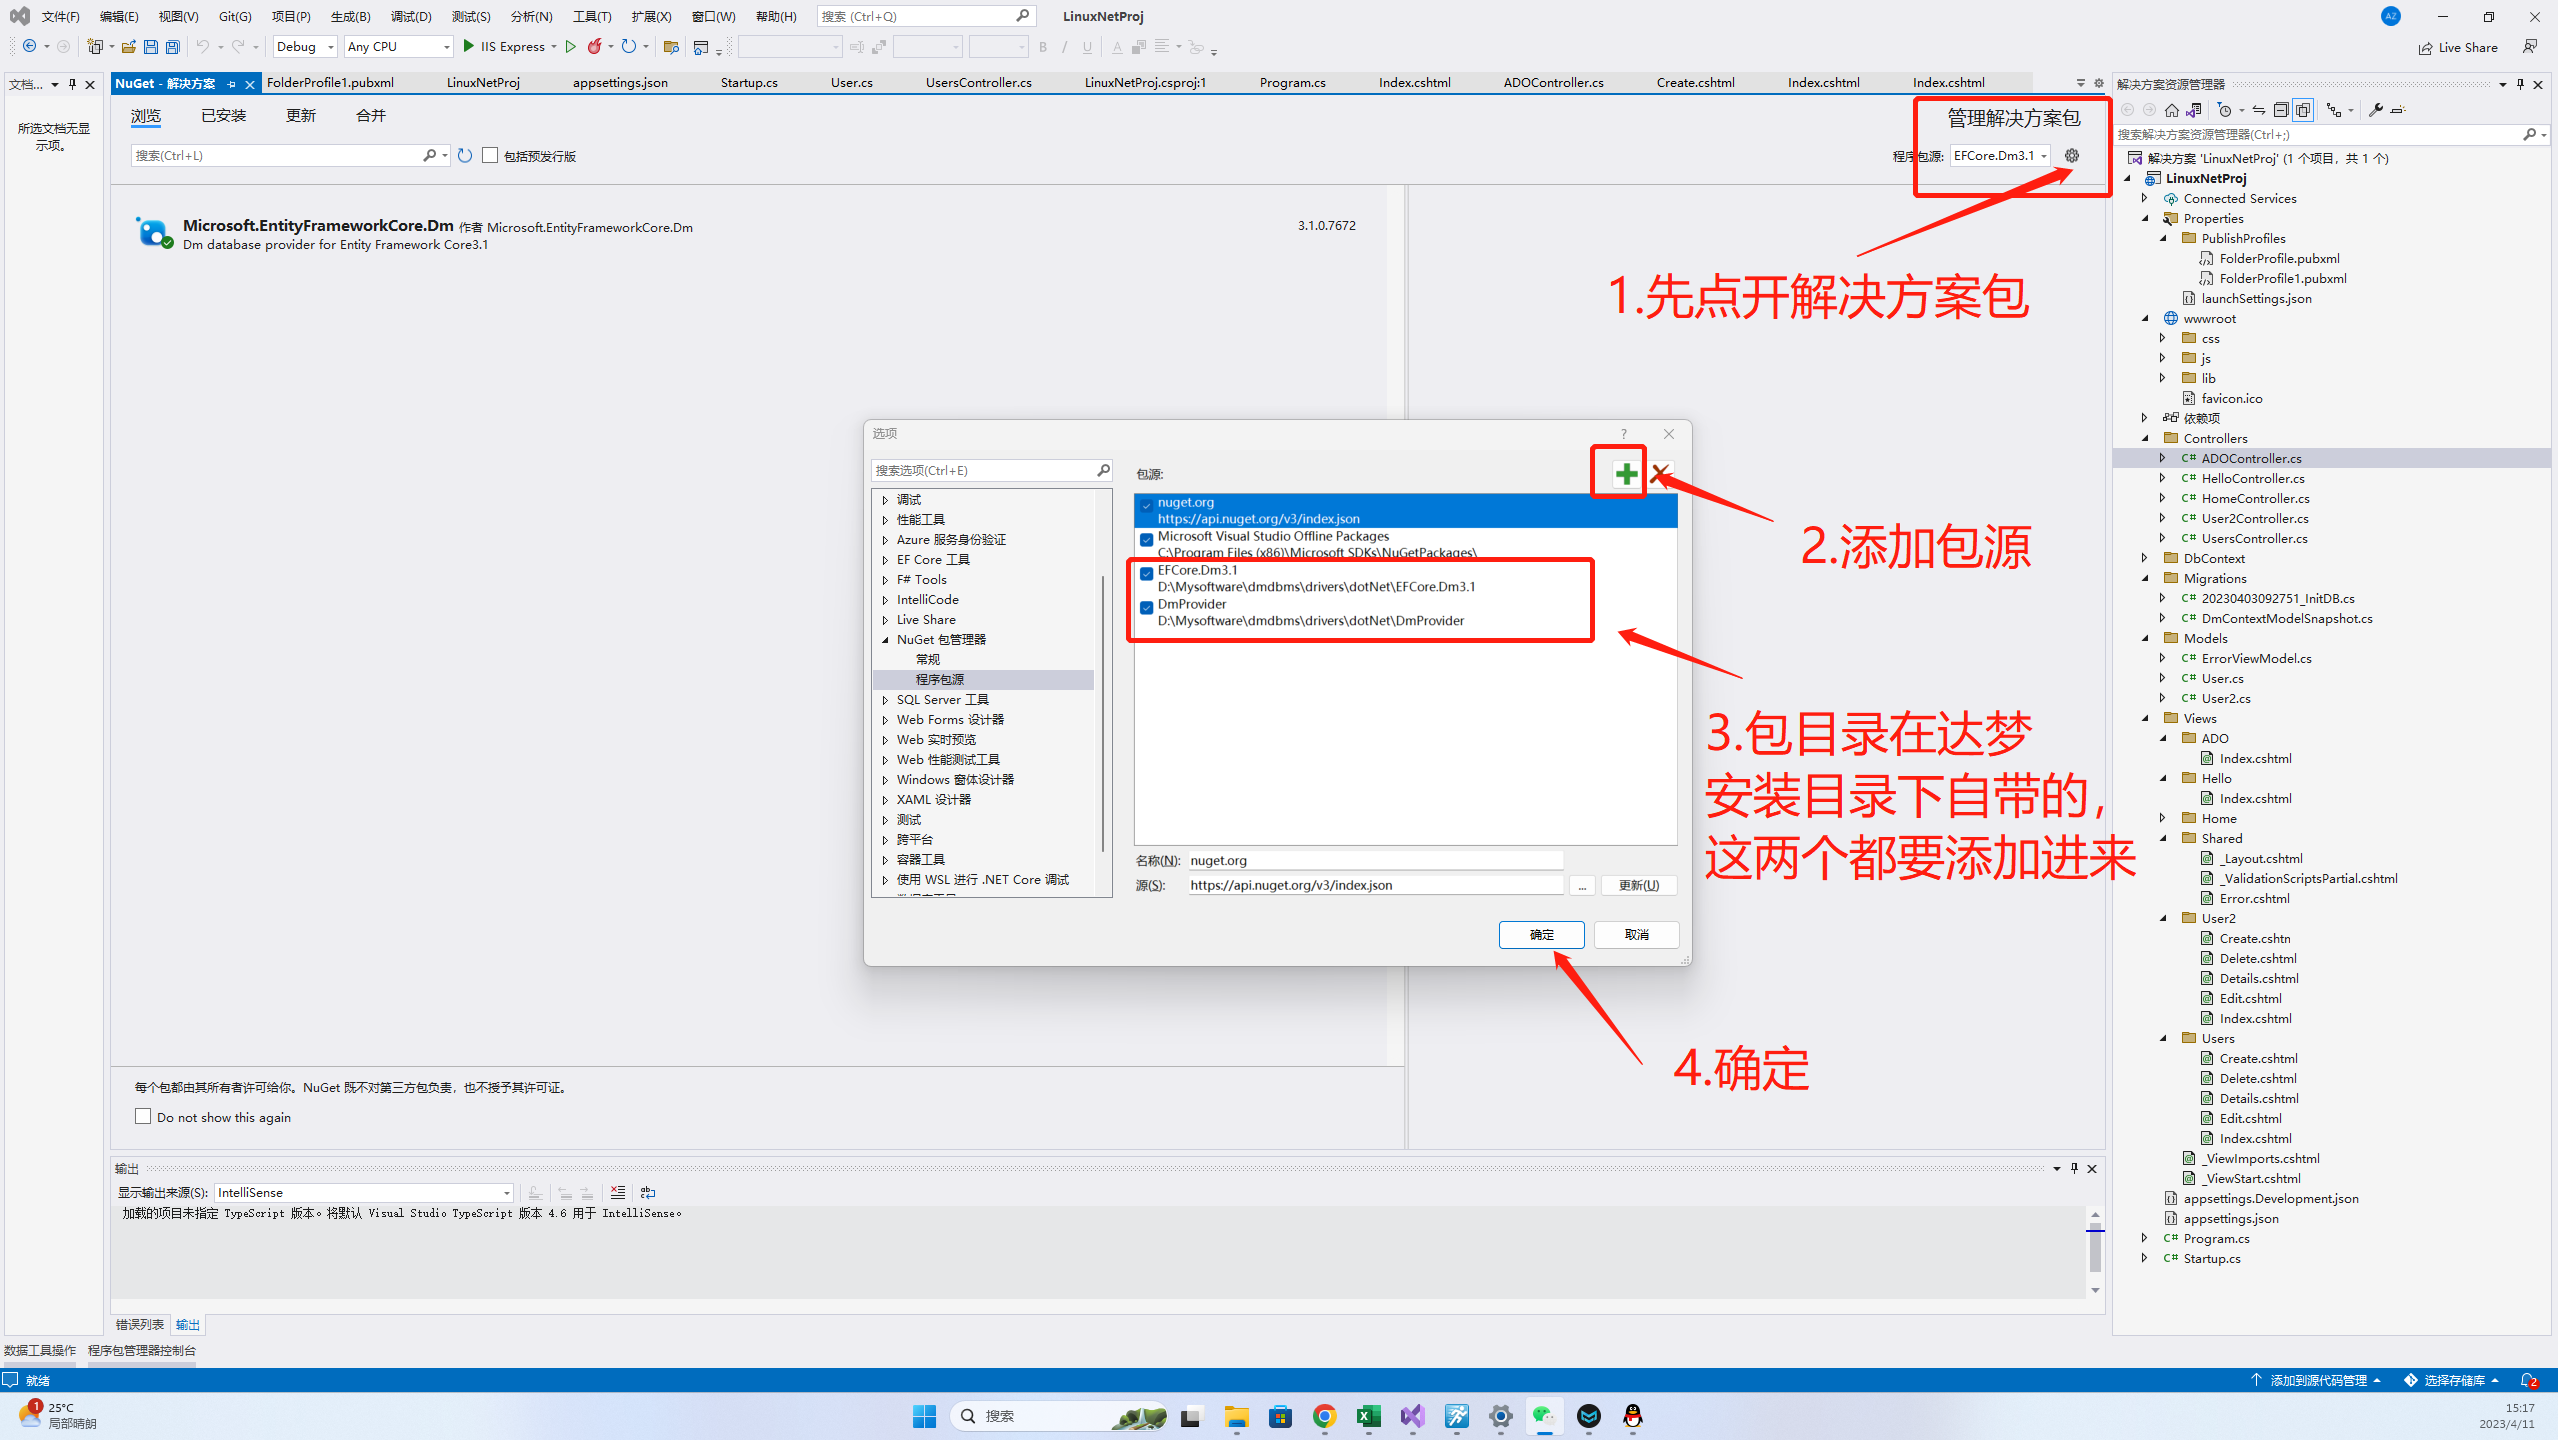 文件(F) 编辑(E) 视图(V) Git(G) 项目(P) 生成(B) 调试(D) 测试(S) 分析(N) 工具(T) 扩展(X) 窗口(W) 帮助(H) 搜索 (Ctrl+Q) LinuxNetProj AZ
Debug Any CPU IIS Express Live Share
文档...
所选文档无显
示项。
NuGet - 解决方案 FolderProfile1.pubxml LinuxNetProj appsettings.json Startup.cs User.cs UsersController.cs LinuxNetProj.csproj:1 Program.cs Index.cshtml ADOController.cs Create.cshtml Index.cshtml Index.cshtml
浏览 已安装 更新 合并
管理解决方案包
搜索(Ctrl+L) 包括预发行版
程序包源: EFCore.Dm3.1
Microsoft.EntityFrameworkCore.Dm 作者 Microsoft.EntityFrameworkCore.Dm 3.1.0.7672
Dm database provider for Entity Framework Core3.1
1.先点开解决方案包
选项
搜索选项(Ctrl+E)
调试
性能工具
Azure 服务身份验证
EF Core 工具
F# Tools
IntelliCode
Live Share
NuGet 包管理器
常规
程序包源
SQL Server 工具
Web Forms 设计器
Web 实时预览
Web 性能测试工具
Windows 窗体设计器
XAML 设计器
测试
跨平台
容器工具
使用 WSL 进行 .NET Core 调试
包源:
nuget.org
https://api.nuget.org/v3/index.json
Microsoft Visual Studio Offline Packages
C:\Program Files (x86)\Microsoft SDKs\NuGetPackages\
EFCore.Dm3.1
D:\Mysoftware\dmdbms\drivers\dotNet\EFCore.Dm3.1
DmProvider
D:\Mysoftware\dmdbms\drivers\dotNet\DmProvider
名称(N): nuget.org
源(S): https://api.nuget.org/v3/index.json ... 更新(U)
确定 取消
2.添加包源
3.包目录在达梦
安装目录下自带的,
这两个都要添加进来
4.确定
每个包都由其所有者许可给你。NuGet 既不对第三方包负责，也不授予其许可证。
Do not show this again
输出
显示输出来源(S): IntelliSense
加载的项目未指定 TypeScript 版本。将默认 Visual Studio TypeScript 版本 4.6 用于 IntelliSense。
错误列表 输出
数据工具操作 程序包管理器控制台
解决方案资源管理器
搜索解决方案资源管理器(Ctrl+;)
解决方案 'LinuxNetProj' (1 个项目，共 1 个)
LinuxNetProj
Connected Services
Properties
PublishProfiles
FolderProfile.pubxml
FolderProfile1.pubxml
launchSettings.json
wwwroot
css
js
lib
favicon.ico
依赖项
Controllers
C# ADOController.cs
C# HelloController.cs
C# HomeController.cs
C# User2Controller.cs
C# UsersController.cs
DbContext
Migrations
C# 20230403092751_InitDB.cs
C# DmContextModelSnapshot.cs
Models
C# ErrorViewModel.cs
C# User.cs
C# User2.cs
Views
ADO
Index.cshtml
Hello
Index.cshtml
Home
Shared
_Layout.cshtml
_ValidationScriptsPartial.cshtml
Error.cshtml
User2
Create.cshtn
Delete.cshtml
Details.cshtml
Edit.cshtml
Index.cshtml
Users
Create.cshtml
Delete.cshtml
Details.cshtml
Edit.cshtml
Index.cshtml
_ViewImports.cshtml
_ViewStart.cshtml
appsettings.Development.json
appsettings.json
C# Program.cs
C# Startup.cs
就绪 添加到源代码管理 选择存储库 2
1 25°C
局部晴朗
搜索
15:17
2023/4/11